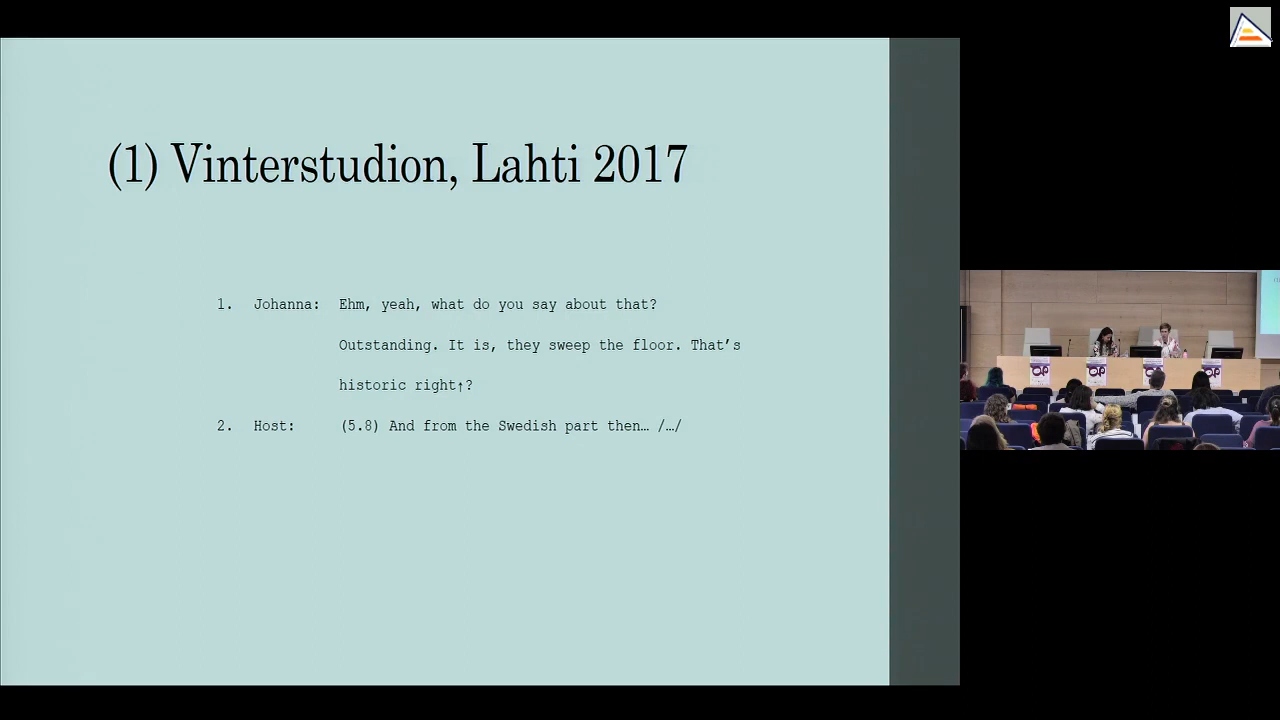 (1) Vinterstudion, Lahti 2017
1. Johanna: Ehm, yeah, what do you say about that?
Outstanding. It is, they sweep the floor. That’s
historic right↑?
2. Host: (5.8) And from the Swedish part then… /…/